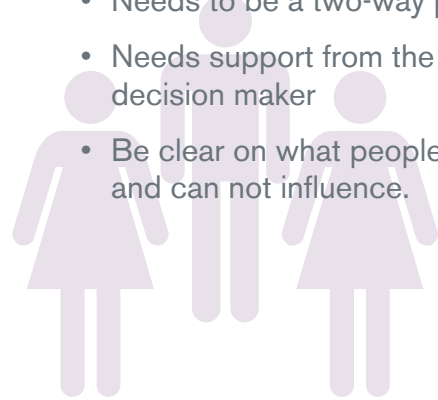 • Needs to be a two-way p
• Needs support from the
decision maker
• Be clear on what people
and can not influence.